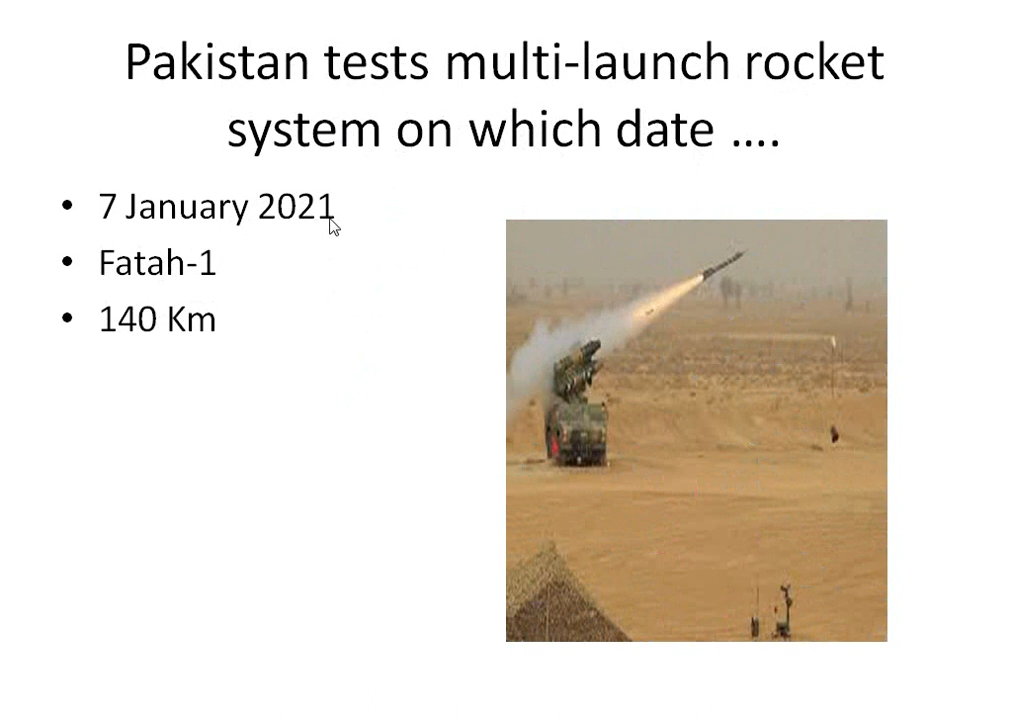 Pakistan tests multi-launch rocket
system on which date ….
• 7 January 2021
• Fatah-1
• 140 Km